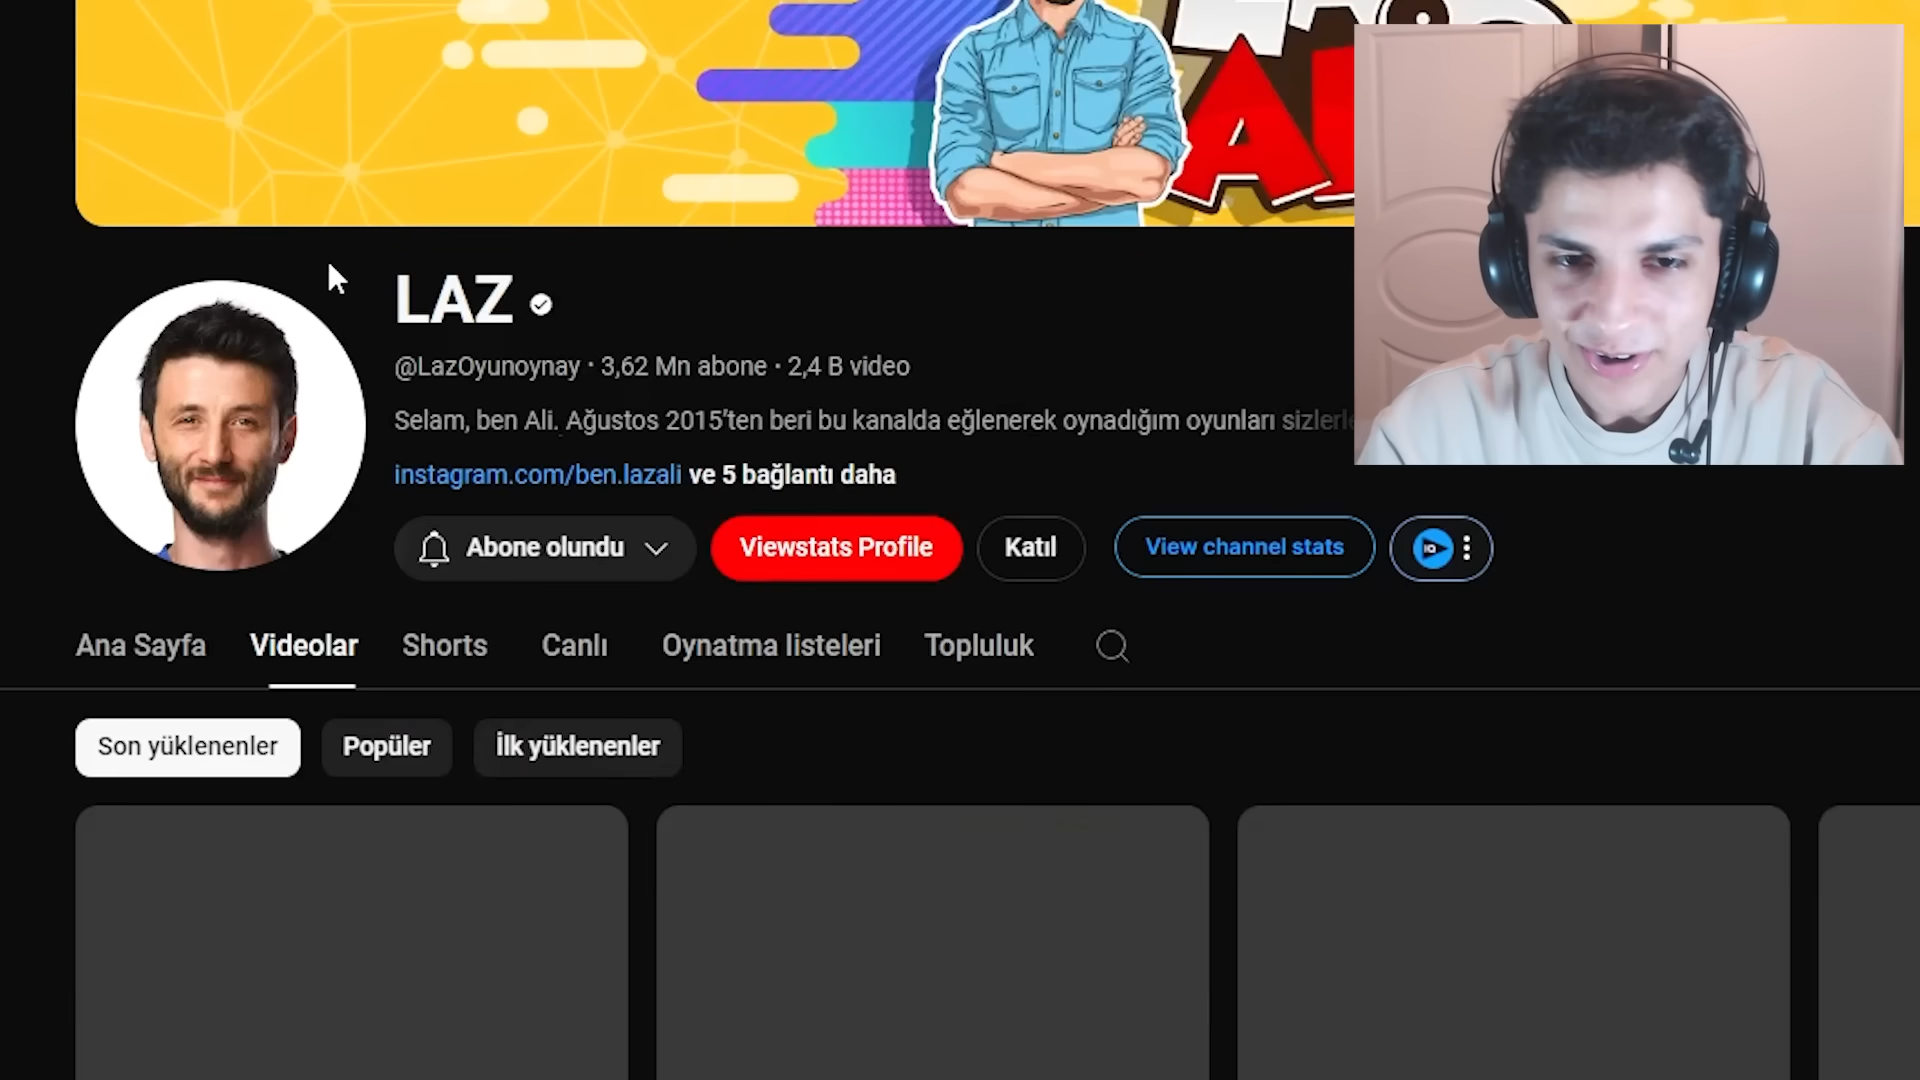 LAZ
@LazOyunoynay · 3,62 Mn abone · 2,4 B video
Selam, ben Ali. Ağustos 2015'ten beri bu kanalda eğlenerek oynadığım oyunları sizlerle
instagram.com/ben.lazali ve 5 bağlantı daha
Abone olundu
Viewstats Profile
Katıl
View channel stats
IQ
Ana Sayfa
Videolar
Shorts
Canlı
Oynatma listeleri
Topluluk
Son yüklenenler
Popüler
İlk yüklenenler